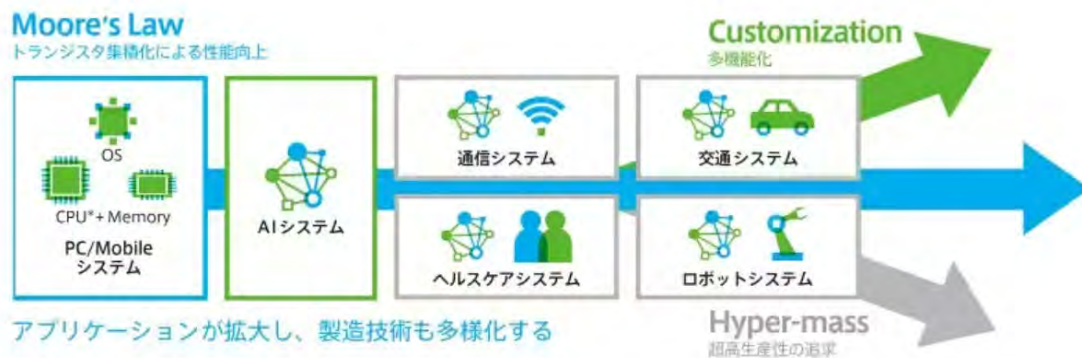 Moore's Law
トランジスタ集積化による性能向上
OS
CPU*+ Memory
PC/Mobile
システム
AIシステム
通信システム
ヘルスケアシステム
Customization
多機能化
交通システム
ロボットシステム
Hyper-mass
超高生産性の追求
アプリケーションが拡大し、製造技術も多様化する